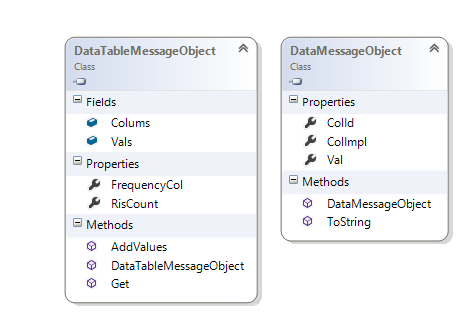 DataTableMessageObject
Class
Fields
Colums
Vals
Properties
FrequencyCol
RisCount
Methods
AddValues
DataTableMessageObject
Get
DataMessageObject
Class
Properties
ColId
ColImpl
Val
Methods
DataMessageObject
ToString